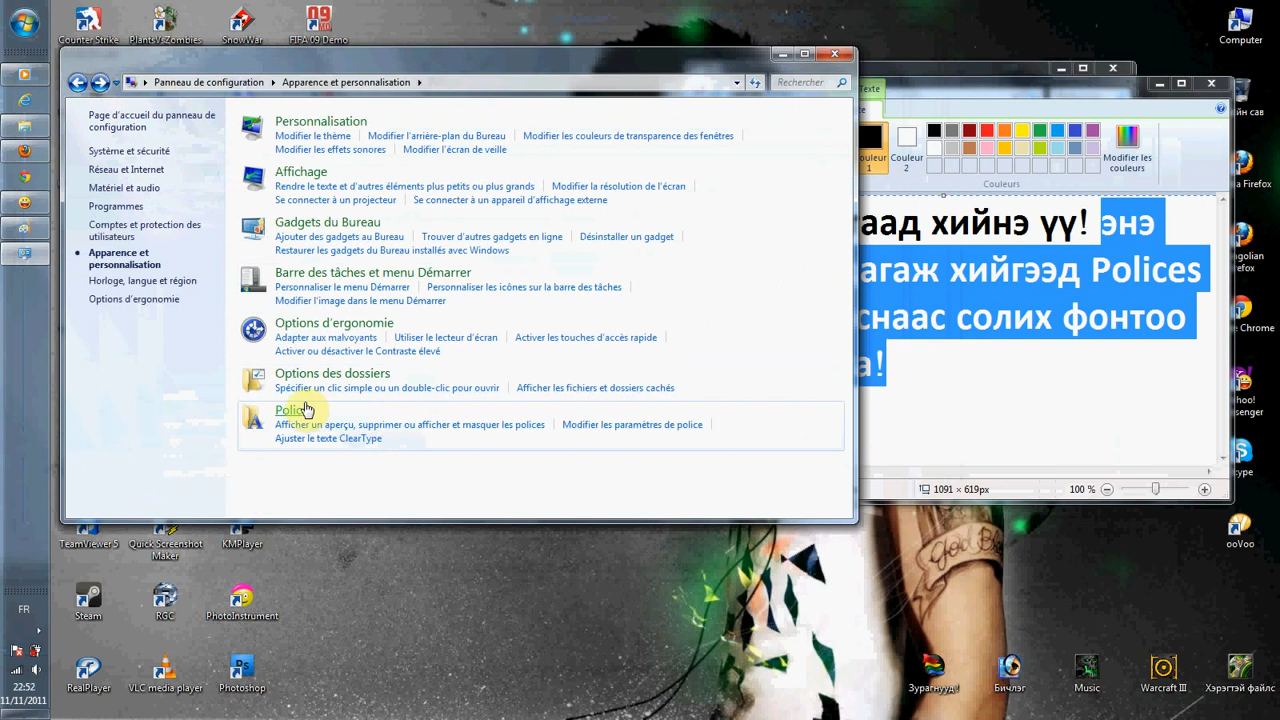 Counter Strike
PlantsVsZombies
SnowWar
FIFA 09 Demo
Computer
Panneau de configuration
Apparence et personnalisation
Rechercher
Page d'accueil du panneau de
configuration
Système et sécurité
Réseau et Internet
Matériel et audio
Programmes
Comptes et protection des
utilisateurs
Apparence et
personnalisation
Horloge, langue et région
Options d'ergonomie
Personnalisation
Modifier le thème
Modifier l'arrière-plan du Bureau
Modifier les couleurs de transparence des fenêtres
Modifier les effets sonores
Modifier l'écran de veille
Affichage
Rendre le texte et d'autres éléments plus petits ou plus grands
Modifier la résolution de l'écran
Se connecter à un projecteur
Se connecter à un appareil d'affichage externe
Gadgets du Bureau
Ajouter des gadgets au Bureau
Trouver d'autres gadgets en ligne
Désinstaller un gadget
Restaurer les gadgets du Bureau installés avec Windows
Barre des tâches et menu Démarrer
Personnaliser le menu Démarrer
Personnaliser les icônes sur la barre des tâches
Modifier l'image dans le menu Démarrer
Options d'ergonomie
Adapter aux malvoyants
Utiliser le lecteur d'écran
Activer les touches d'accès rapide
Activer ou désactiver le Contraste élevé
Options des dossiers
Spécifier un clic simple ou un double-clic pour ouvrir
Afficher les fichiers et dossiers cachés
Afficher un aperçu, supprimer ou afficher et masquer les polices
Modifier les paramètres de police
Ajuster le texte ClearType
Texte
Couleur
1
Couleur
2
Modifier les
couleurs
Couleurs
аад хийнэ үү! энэ
агаж хийгээд Polices
снаас солих фонтоо
а!
1091 × 619px
100 %
ин сав
a Firefox
ngolian
efox
e Chrome
hoo!
senger
ype
ooVoo
TeamViewer 5
Quick Screenshot
Maker
KMPlayer
Steam
RGC
PhotoInstrument
RealPlayer
VLC media player
Photoshop
God Bl
Зурагнууд!
Бичлэг
Music
Warcraft III
Хэрэгтэй файлс
FR
22:52
11/11/2011